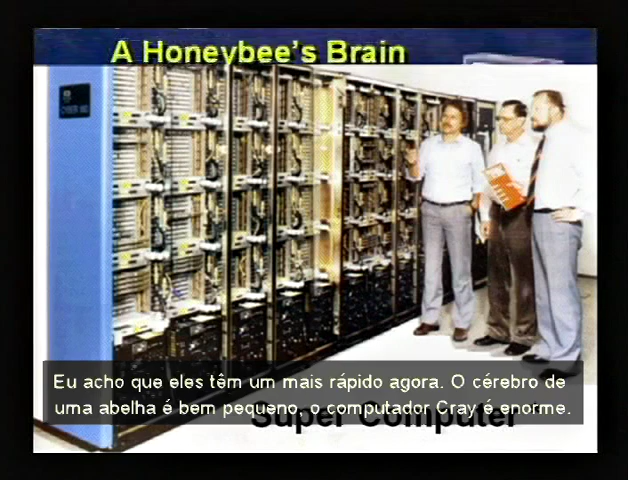 A Honeybee's Brain
Eu acho que eles têm um mais rápido agora. O cérebro de
uma abelha é bem pequeno, o computador Cray é enorme.
Super Computer